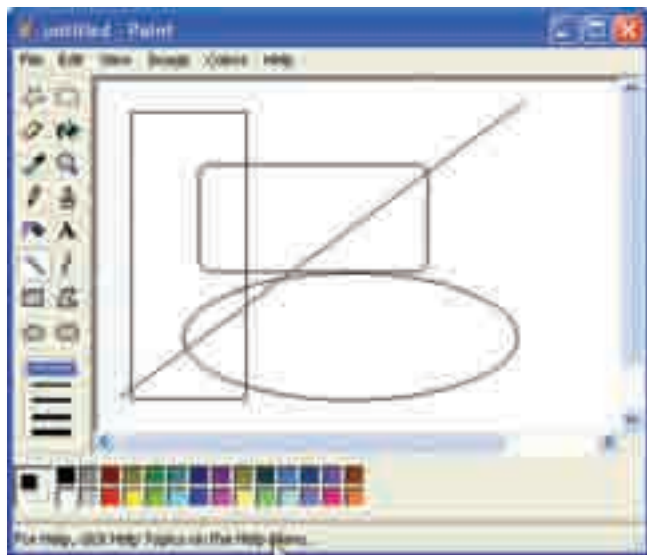 untitled - Paint
File Edit View Image Colors Help
For Help, click Help Topics on the Help Menu.